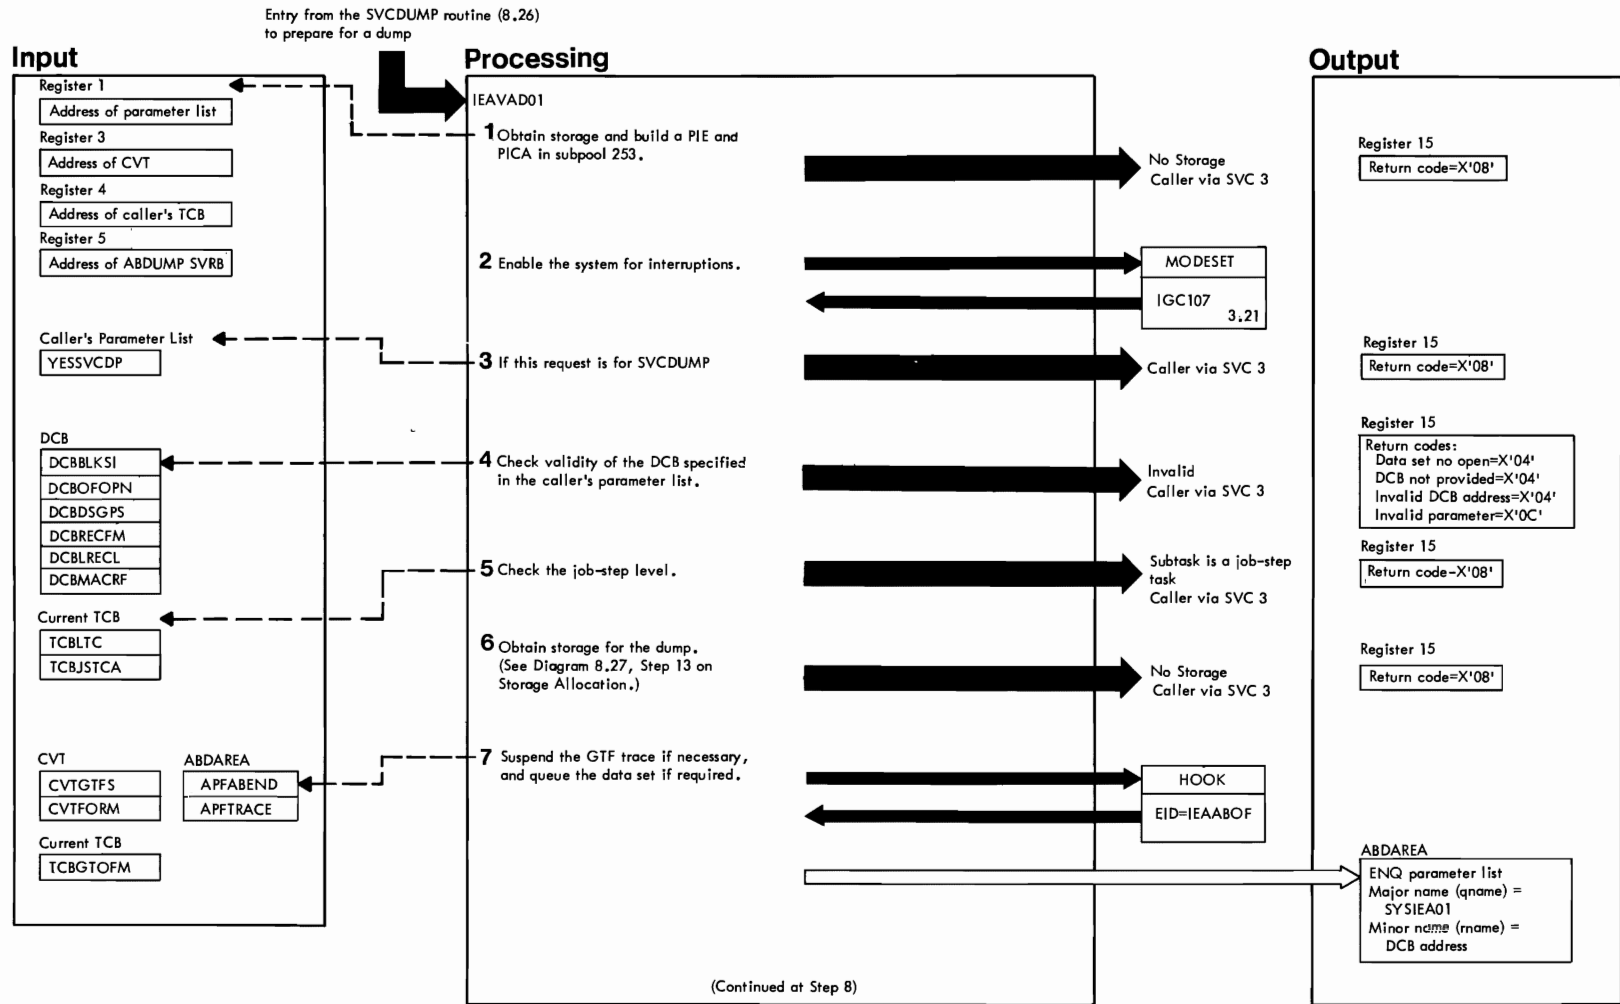 Entry from the SVCDUMP routine (8.26)
to prepare for a dump
Input
Processing
Output
Register 1
Address of parameter list
Register 3
Address of CVT
Register 4
Address of caller's TCB
Register 5
Address of ABDUMP SVRB
IEAVAD01
1 Obtain storage and build a PIE and
PICA in subpool 253.
No Storage
Caller via SVC 3
Register 15
Return code=X'08'
2 Enable the system for interruptions.
MODESET
IGC107
3.21
Caller's Parameter List
YESSVCDP
3 If this request is for SVCDUMP
Caller via SVC 3
Register 15
Return code=X'08'
DCB
DCBBLKSI
DCBOFOPN
DCBDSGPS
DCBRECFM
DCBLRECL
DCBMACRF
4 Check validity of the DCB specified
in the caller's parameter list.
Invalid
Caller via SVC 3
Register 15
Return codes:
Data set no open=X'04'
DCB not provided=X'04'
Invalid DCB address=X'04'
Invalid parameter=X'0C'
5 Check the job-step level.
Subtask is a job-step
task
Caller via SVC 3
Register 15
Return code-X'08'
Current TCB
TCBLTC
TCBJSTCA
6 Obtain storage for the dump.
(See Diagram 8.27, Step 13 on
Storage Allocation.)
No Storage
Caller via SVC 3
Register 15
Return code=X'08'
CVT
CVTGTFS
CVTFORM
ABDAREA
APFABEND
APFTRACE
Current TCB
TCBGTOFM
7 Suspend the GTF trace if necessary,
and queue the data set if required.
HOOK
EID=IEAABOF
ABDAREA
ENQ parameter list
Major name (qname) =
SYSIEA01
Minor name (rname) =
DCB address
(Continued at Step 8)